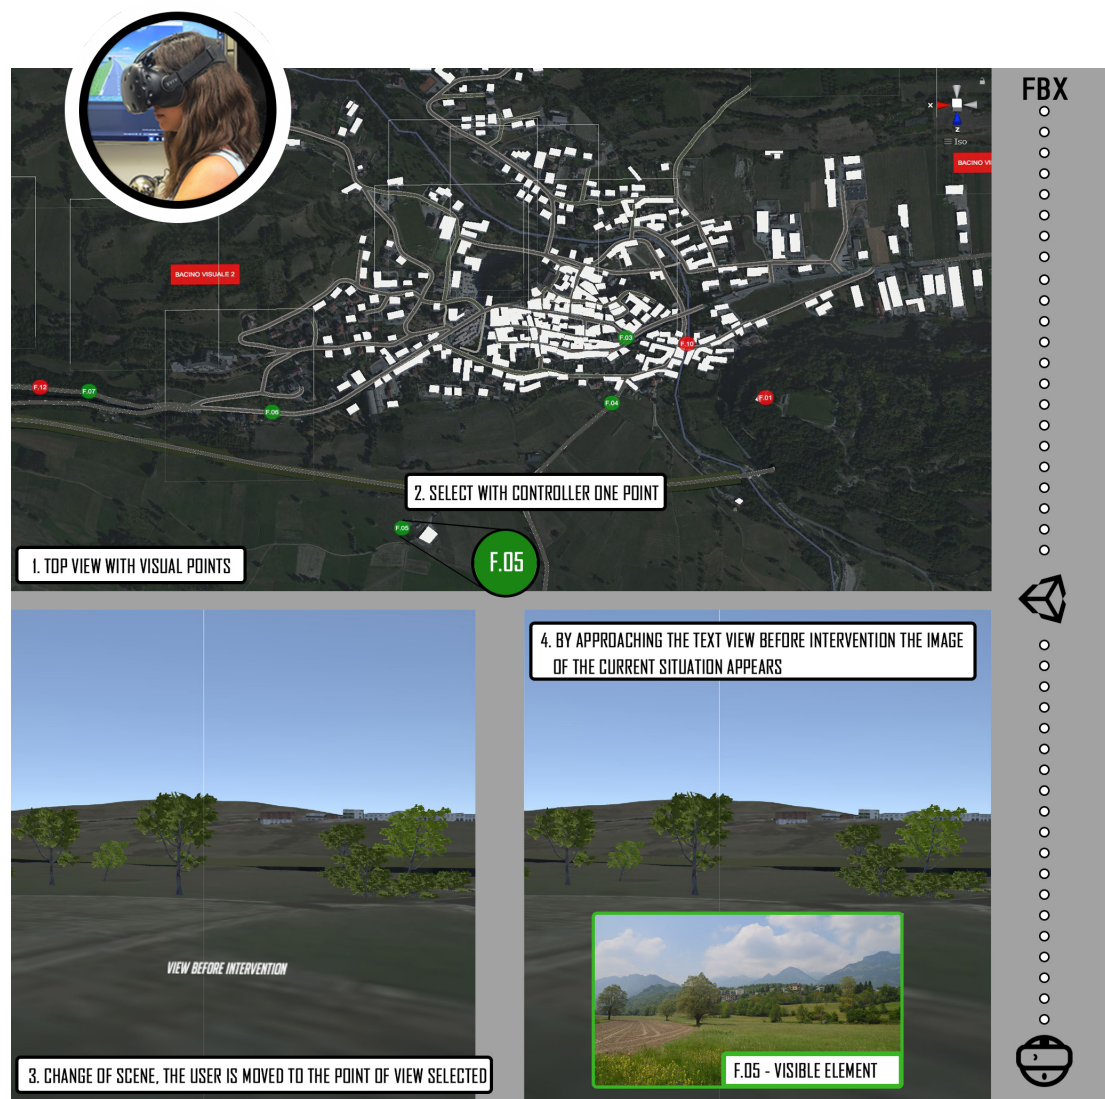 FBX
x
z
Iso
BACINO VI
BACINO VISUALE 2
F.03
F.10
F.12
F.07
F.01
F.04
F.06
2. SELECT WITH CONTROLLER ONE POINT
F.05
F.05
1. TOP VIEW WITH VISUAL POINTS
4. BY APPROACHING THE TEXT VIEW BEFORE INTERVENTION THE IMAGE
OF THE CURRENT SITUATION APPEARS
VIEW BEFORE INTERVENTION
3. CHANGE OF SCENE, THE USER IS MOVED TO THE POINT OF VIEW SELECTED
F.05 - VISIBLE ELEMENT